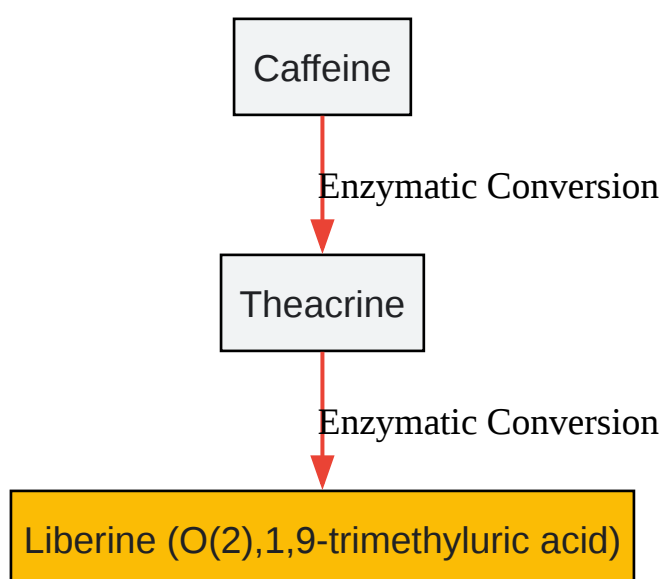 Caffeine
Enzymatic Conversion
Theacrine
Enzymatic Conversion
Liberine (O(2),1,9-trimethyluric acid)